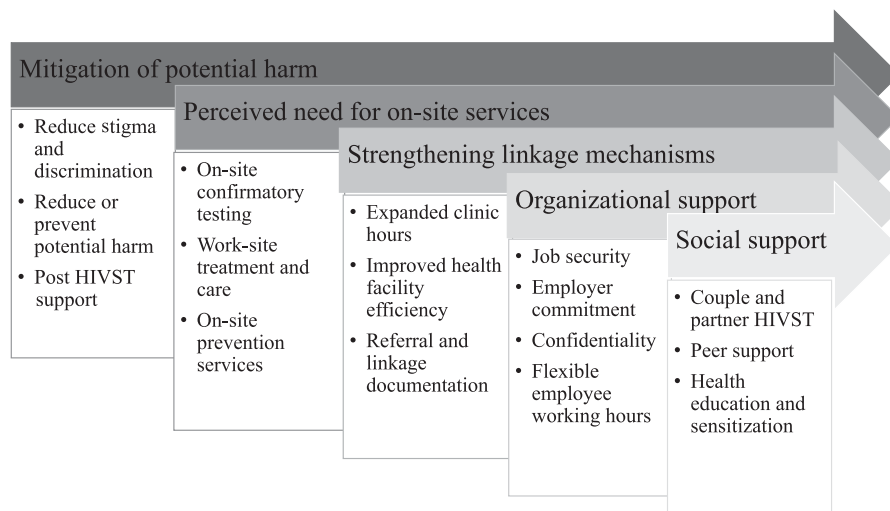 Mitigation of potential harm
• Reduce stigma
and
discrimination
• Reduce or
prevent
potential harm
• Post HIVST
support
Perceived need for on-site services
• On-site
confirmatory
testing
• Work-site
treatment and
care
• On-site
prevention
services
Strengthening linkage mechanisms
• Expanded clinic
hours
• Improved health
facility
efficiency
• Referral and
linkage
documentation
Organizational support
• Job security
• Employer
commitment
• Confidentiality
• Flexible
employee
working hours
Social support
• Couple and
partner HIVST
• Peer support
• Health
education and
sensitization